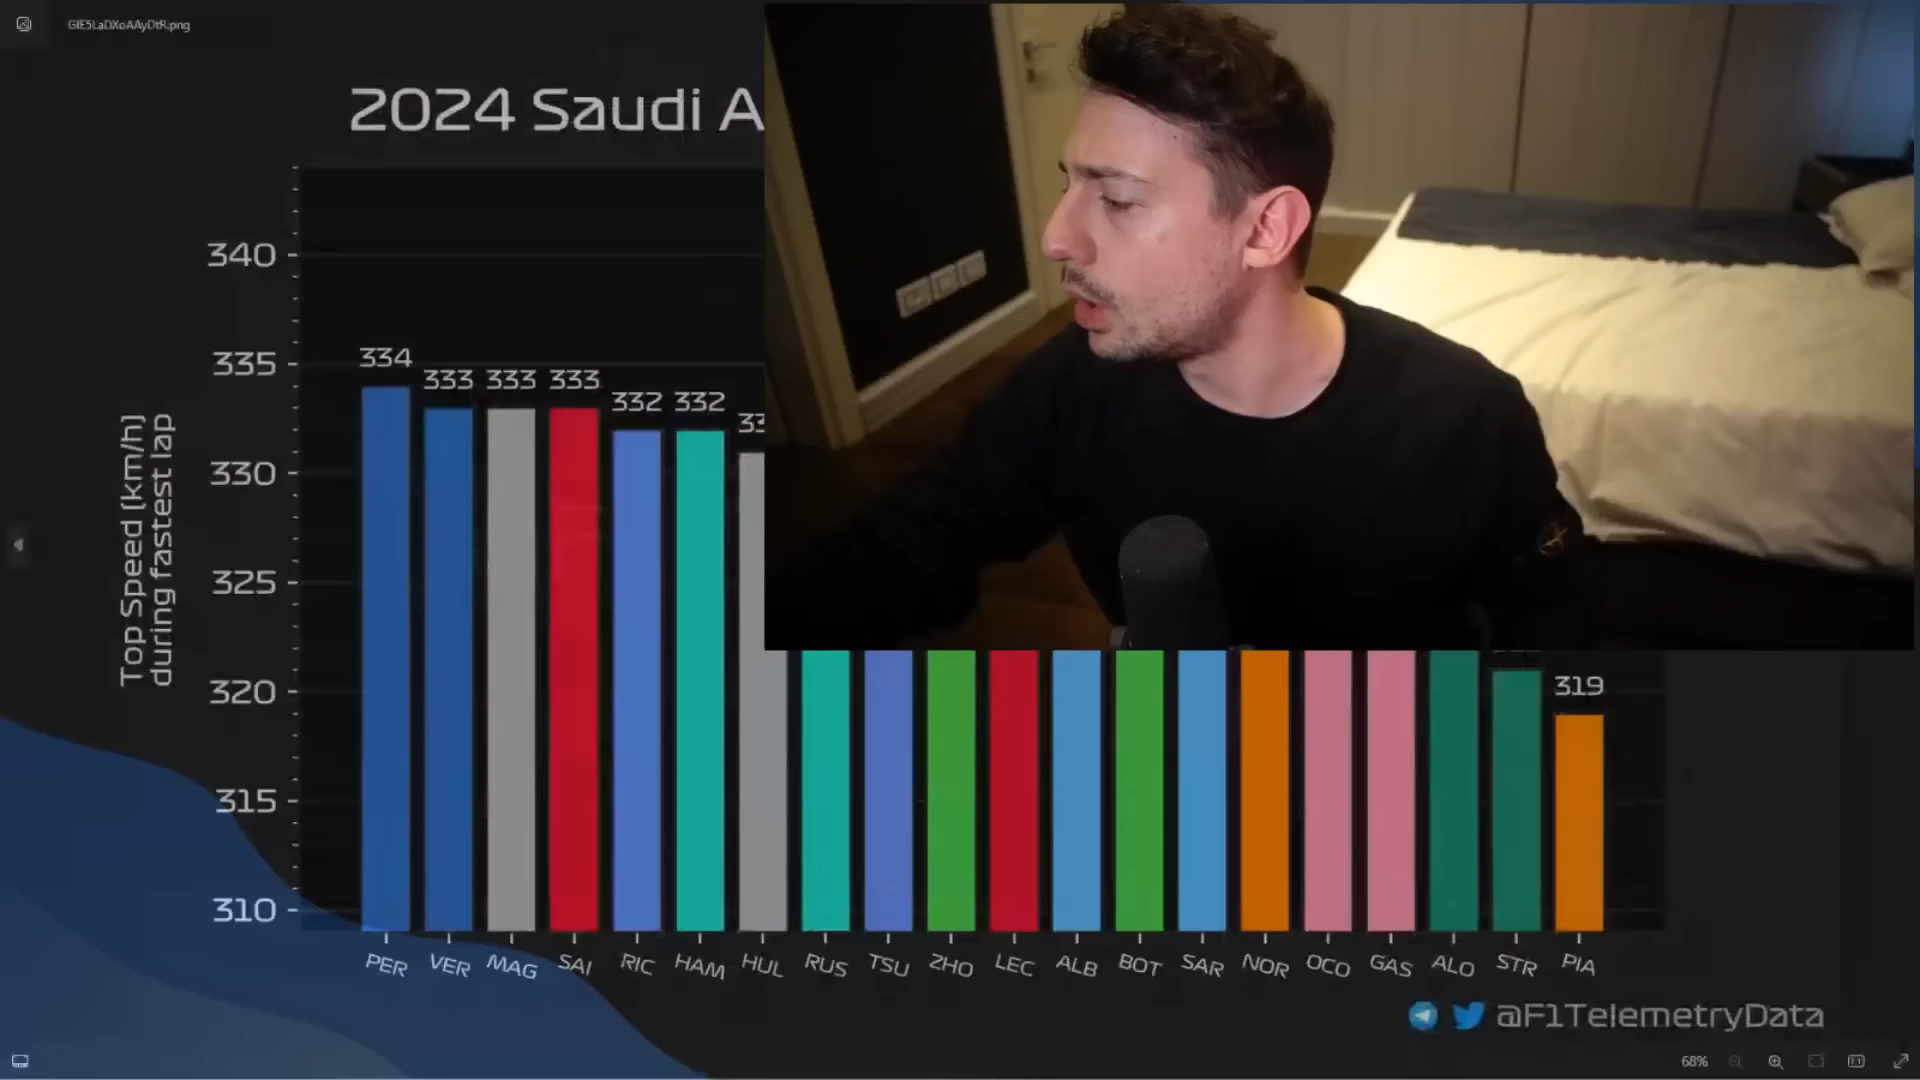 GIE5LaDXoAAyDtR.png
2024 Saudi A
340
335
330
325
320
315
310
Top Speed (km/h)
during fastest lap
334
333
333
333
332
332
33
319
PER VER MAG SAI RIC HAM HUL RUS TSU ZHO LEC ALB BOT SAR NOR OCO GAS ALO STR PIA
@F1TelemetryData
68%